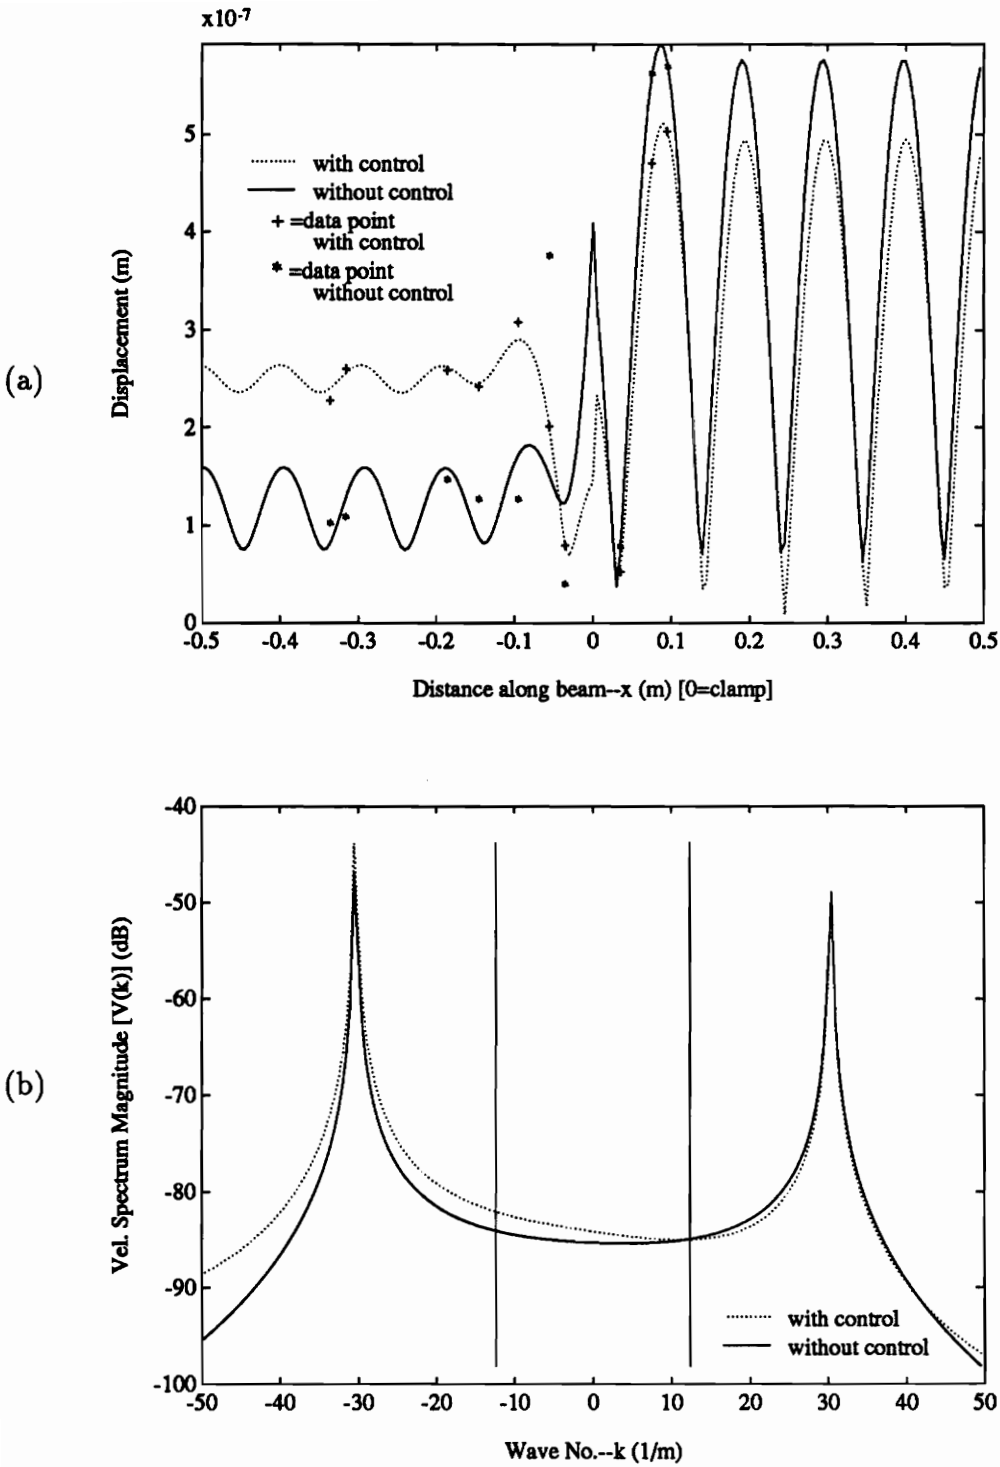 x10-7
(a)
Displacement (m)
5
4
3
2
1
0
with control
without control
+ =data point
with control
* =data point
without control
-0.5 -0.4 -0.3 -0.2 -0.1 0 0.1 0.2 0.3 0.4 0.5
Distance along beam--x (m) [0=clamp]
(b)
Vel. Spectrum Magnitude [V(k)] (dB)
-40
-50
-60
-70
-80
-90
-100
with control
without control
-50 -40 -30 -20 -10 0 10 20 30 40 50
Wave No.--k (1/m)